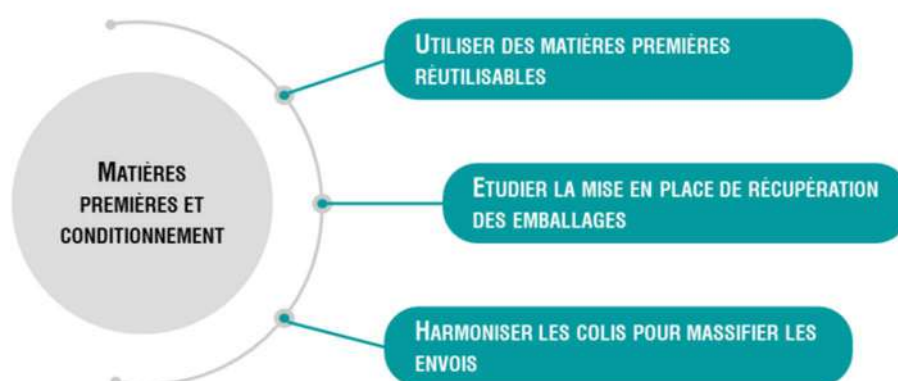 MATIÈRES
PREMIÈRES ET
CONDITIONNEMENT
UTILISER DES MATIÈRES PREMIÈRES
RÉUTILISABLES
ETUDIER LA MISE EN PLACE DE RÉCUPÉRATION
DES EMBALLAGES
HARMONISER LES COLIS POUR MASSIFIER LES
ENVOIS